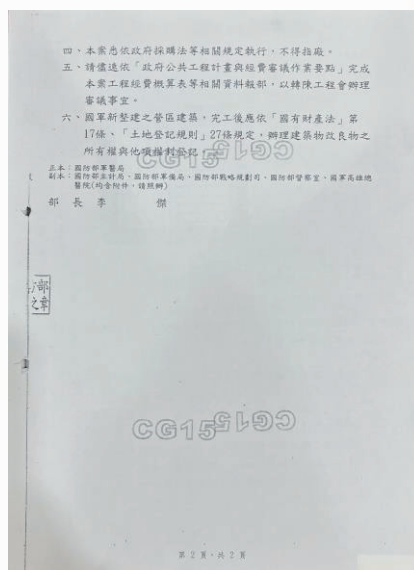 四、本案悉依政府採購法等相關規定執行，不得指廠。
五、請儘速依「政府公共工程計畫與經費審議作業要點」完成
本案工程經費概算表等相關資料報部，以轉陳工程會辦理
審議事宜。
六、國軍新整建之營區建築，完工後應依「國有財產法」第
17條、「土地登記規則」27條規定，辦理建築物改良物之
所有權與他項權利登記。
正本：國防部軍醫局
副本：國防部主計局、國防部軍備局、國防部戰略規劃司、國防部督察室、國軍高雄總
醫院(均含附件，請照辦)
部長李　　傑
部
之章
CG15
CG15
第 2 頁，共 2 頁